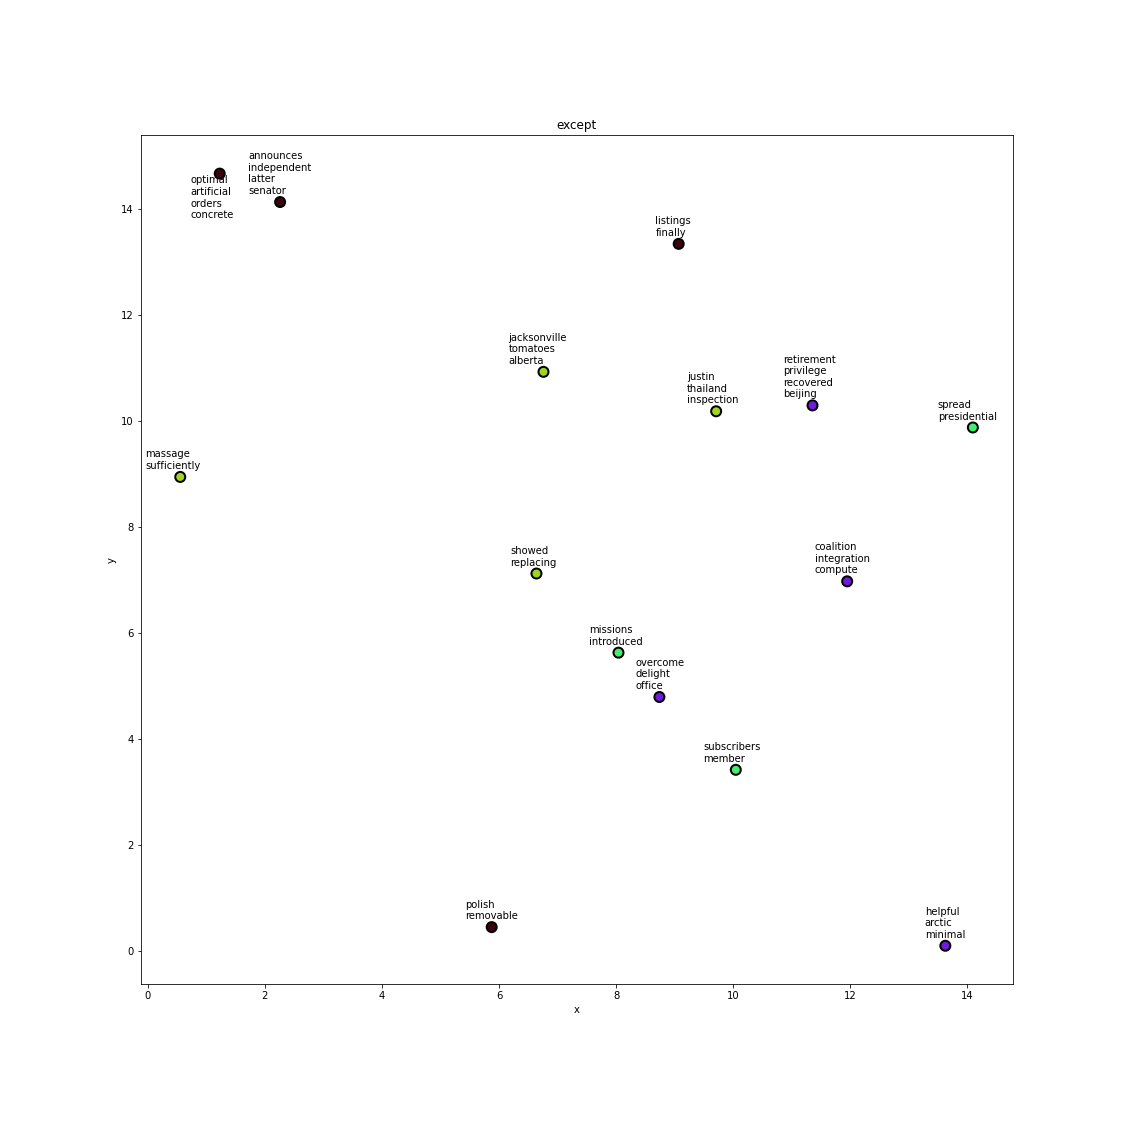 except
announces
independent
latter
senator
optimal
artificial
orders
concrete
listings
finally
jacksonville
tomatoes
alberta
justin
thailand
inspection
retirement
privilege
recovered
beijing
spread
presidential
massage
sufficiently
showed
replacing
coalition
integration
compute
missions
introduced
overcome
delight
office
subscribers
member
polish
removable
helpful
arctic
minimal
14
12
10
8
6
4
2
0
y
0 2 4 6 8 10 12 14
x